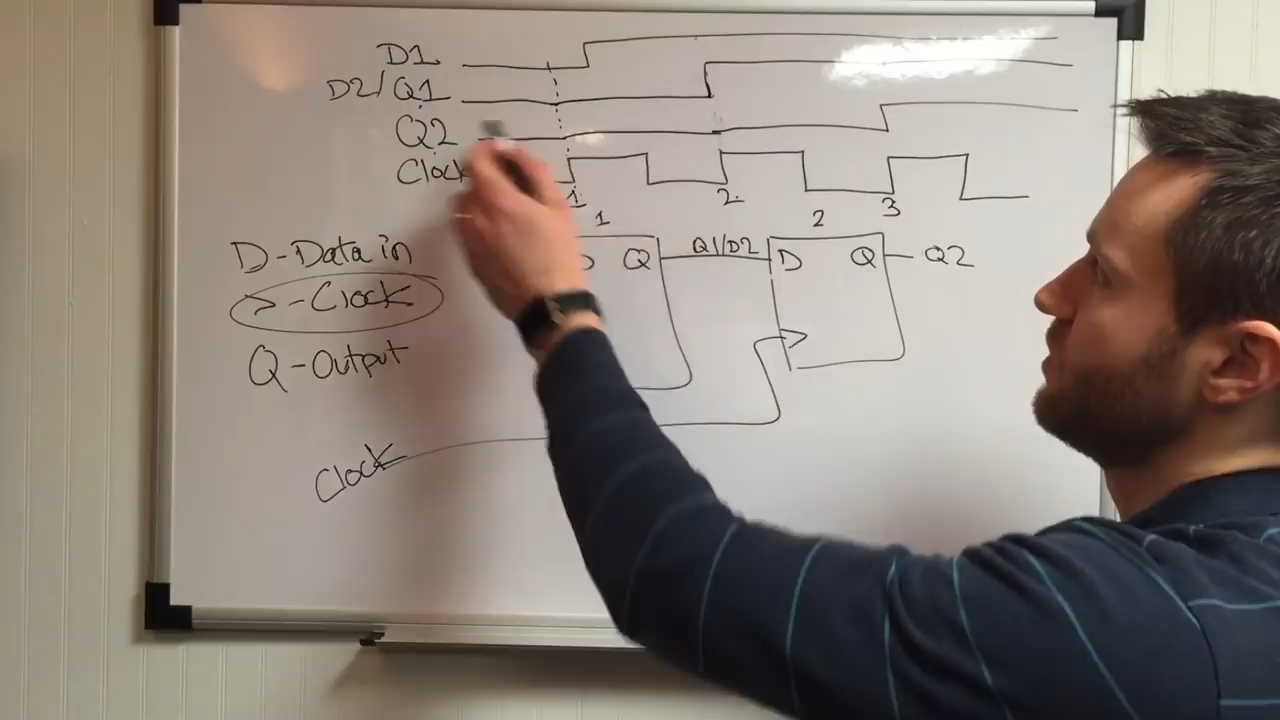 D1
D2/Q1
Q2
Clock
1 2 3
1 2
D - Data in
> - Clock
Q - Output
Q Q1/D2 D Q Q2
Clock